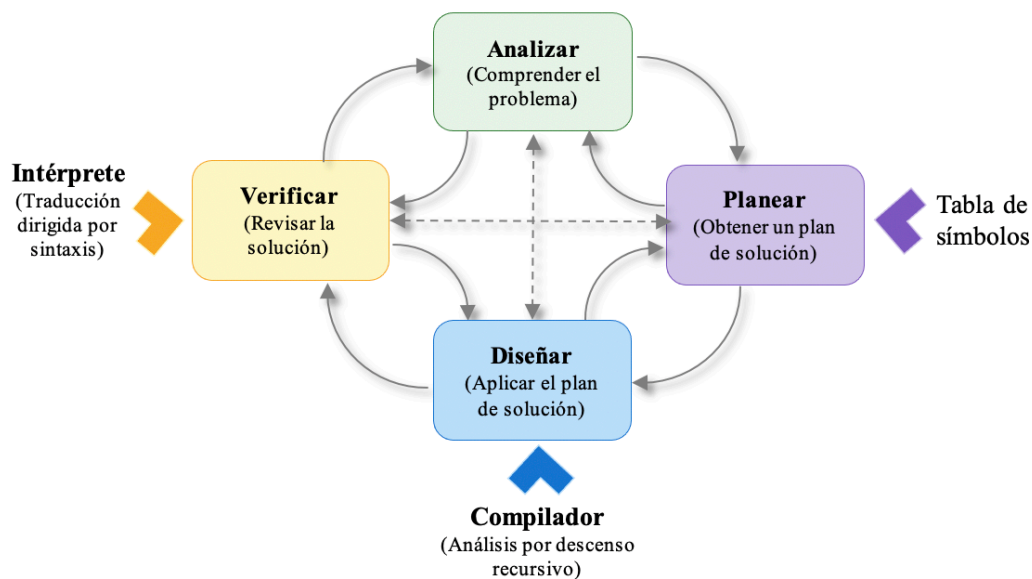 Analizar
(Comprender el
problema)
Intérprete
(Traducción
dirigida por
sintaxis)
Verificar
(Revisar la
solución)
Planear
(Obtener un plan
de solución)
Tabla de
símbolos
Diseñar
(Aplicar el plan
de solución)
Compilador
(Análisis por descenso
recursivo)